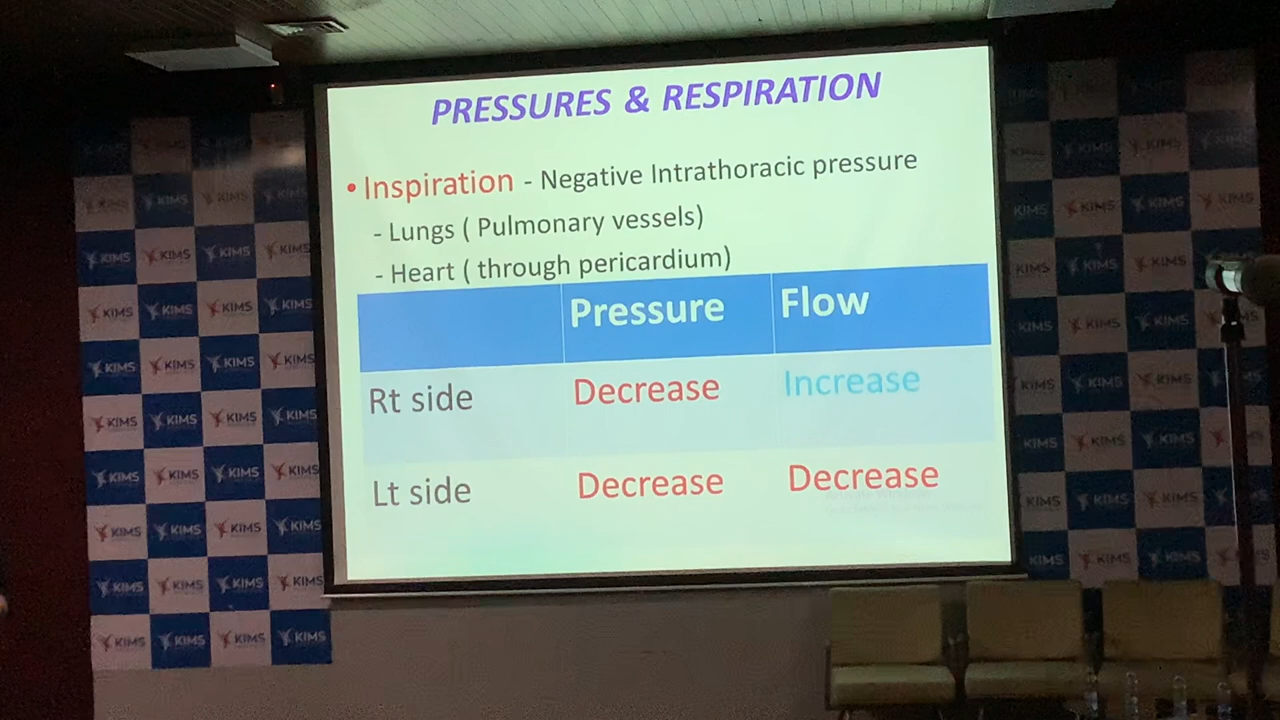 PRESSURES & RESPIRATION
• Inspiration - Negative Intrathoracic pressure
- Lungs ( Pulmonary vessels)
- Heart ( through pericardium)
Pressure Flow
Rt side Decrease Increase
Lt side Decrease Decrease
KIMS